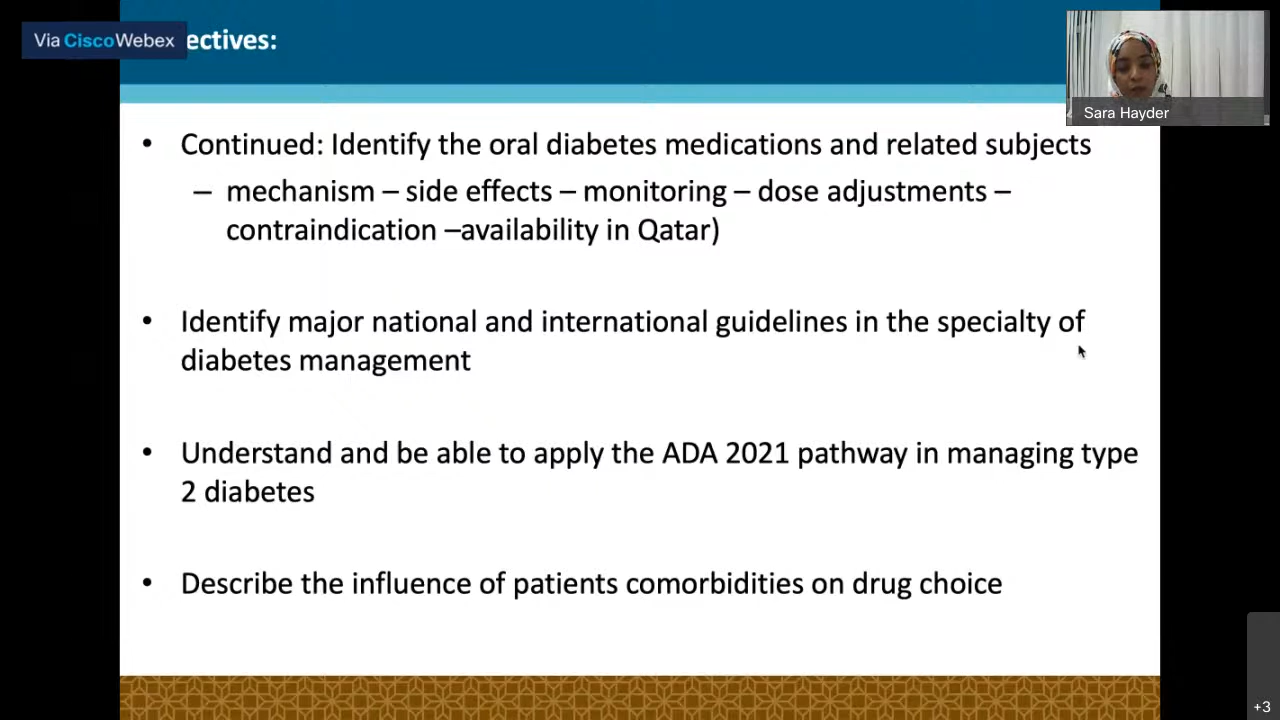 Via CiscoWebex
ectives:
Sara Hayder
• Continued: Identify the oral diabetes medications and related subjects
– mechanism – side effects – monitoring – dose adjustments –
contraindication –availability in Qatar)
• Identify major national and international guidelines in the specialty of
diabetes management
• Understand and be able to apply the ADA 2021 pathway in managing type
2 diabetes
• Describe the influence of patients comorbidities on drug choice
+3